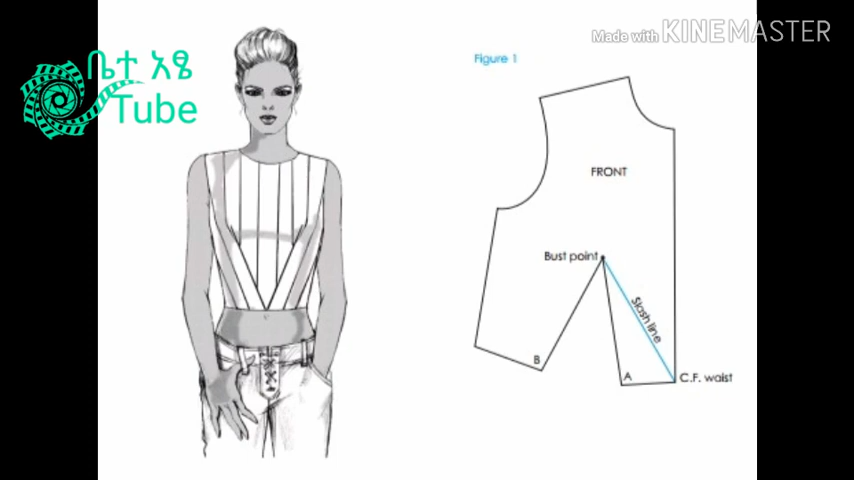 Made with KINEMASTER
ቤተ አፄ
Tube
Figure 1
FRONT
Bust point
Slash line
B
A
C.F. waist